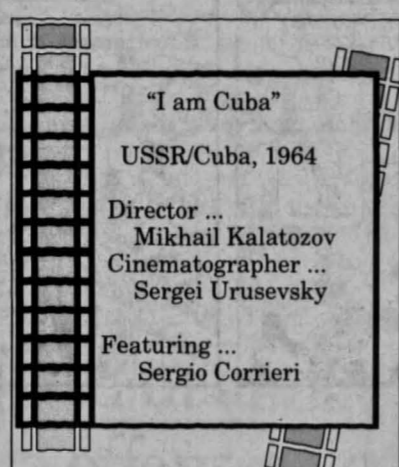 “I am Cuba”
USSR/Cuba, 1964
Director ...
Mikhail Kalatozov
Cinematographer ...
Sergei Urusevsky
Featuring ...
Sergio Corrieri